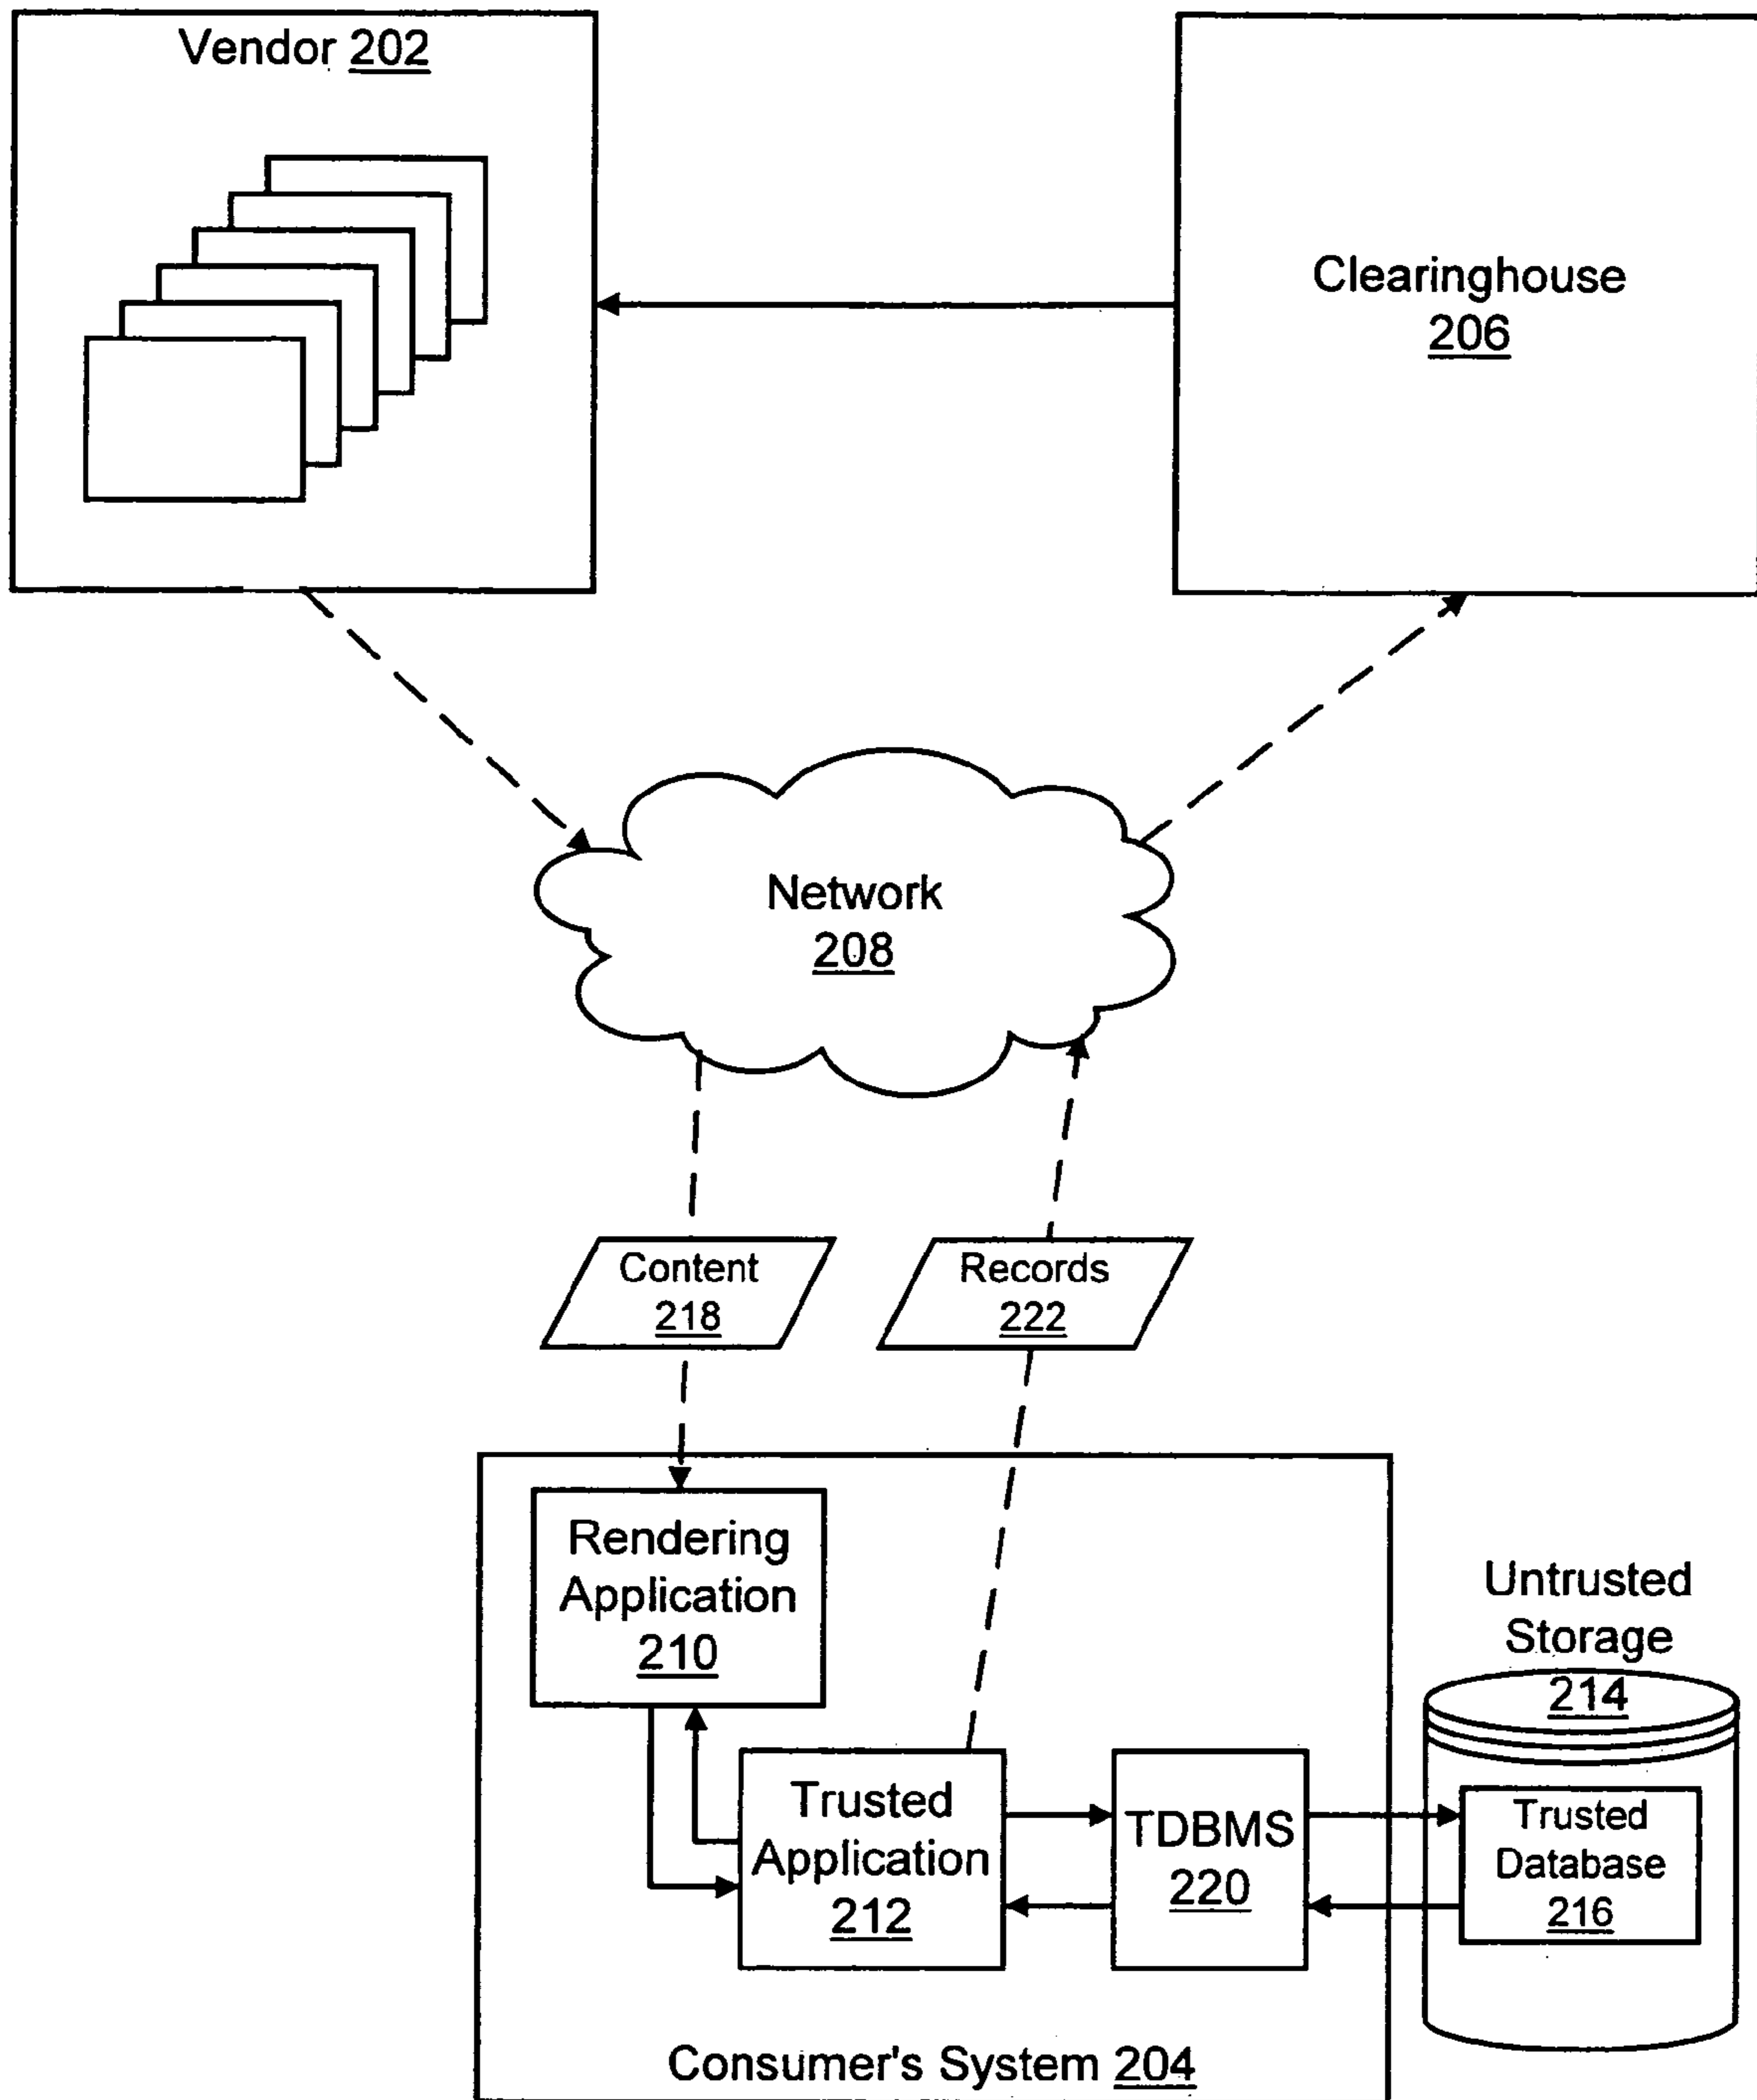 Vendor 202
Clearinghouse
206
Network
208
Content
218
Records
222
Rendering
Application
210
Untrusted
Storage
214
Trusted
Application
212
TDBMS
220
Trusted
Database
216
Consumer's System 204